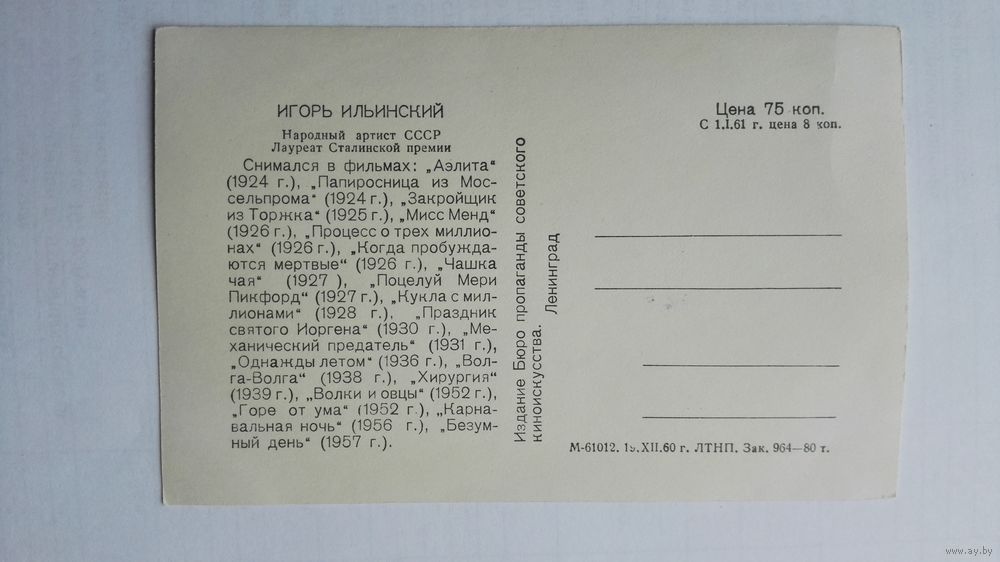 ИГОРЬ ИЛЬИНСКИЙ
Народный артист СССР
Лауреат Сталинской премии
Снимался в фильмах: „Аэлита“
(1924 г.), „Папиросница из Мос-
сельпрома“ (1924 г.), „Закройщик
из Торжка“ (1925 г.), „Мисс Менд“
(1926 г.), „Процесс о трех миллио-
нах“ (1926 г.), „Когда пробужда-
ются мертвые“ (1926 г.), „Чашка
чая“ (1927 ), „Поцелуй Мери
Пикфорд“ (1927 г.), „Кукла с мил-
лионами“ (1928 г.), „Праздник
святого Иоргена“ (1930 г.), „Ме-
ханический предатель“ (1931 г.),
„Однажды летом“ (1936 г.), „Вол-
га-Волга“ (1938 г.), „Хирургия“
(1939 г.), „Волки и овцы“ (1952 г.),
„Горе от ума“ (1952 г.), „Карна-
вальная ночь“ (1956 г.), „Безум-
ный день“ (1957 г.).
Издание Бюро пропаганды советского
киноискусства. Ленинград
Цена 75 коп.
С 1.I.61 г. цена 8 коп.
М-61012. 19.XII.60 г. ЛТНП. Зак. 964—80 т.
www.ay.by